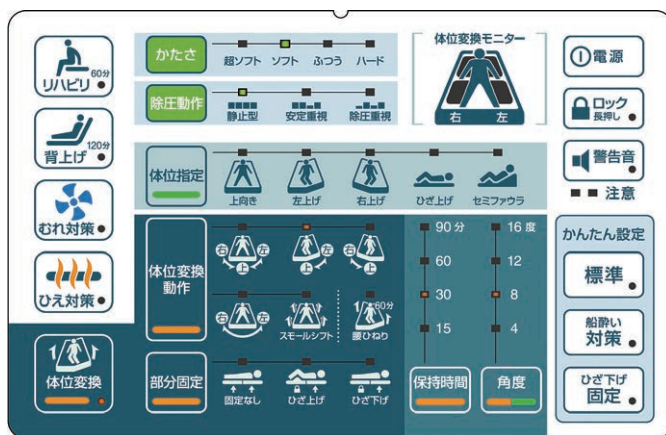 リハビリ 60分
背上げ 120分
むれ対策
ひえ対策
体位変換
かたさ
超ソフト ソフト ふつう ハード
除圧動作
静止型 安定重視 除圧重視
体位変換モニター
右 左
体位指定
上向き 左上げ 右上げ ひざ上げ セミファウラ
体位変換
動作
右 左 上
上 左
右 上
右 左
スモールシフト
60分
腰ひねり
部分固定
固定なし ひざ上げ ひざ下げ
90分
60
30
15
保持時間
16度
12
8
4
角度
電源
ロック
長押し
警告音
注意
かんたん設定
標準
船酔い
対策
ひざ下げ
固定